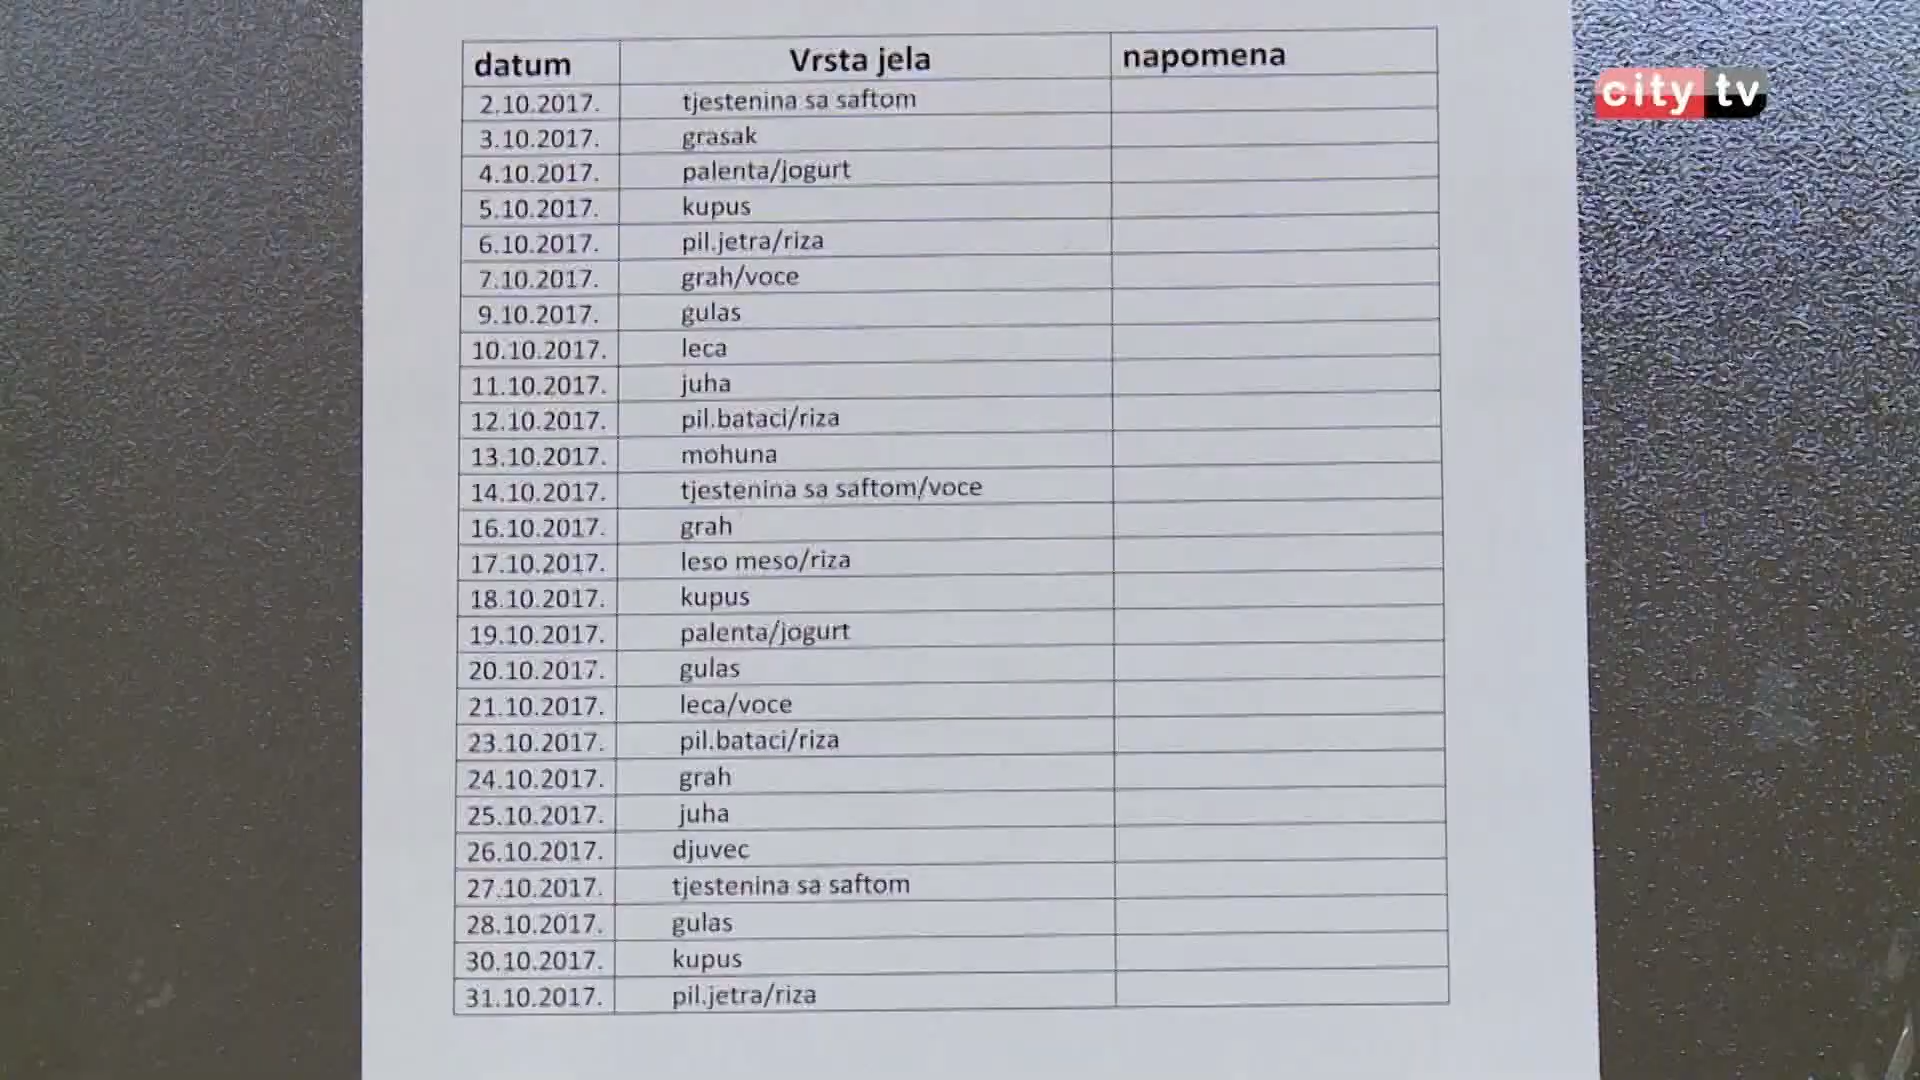 datum Vrsta jela napomena
city tv
2.10.2017. tjestenina sa saftom
3.10.2017. grasak
4.10.2017. palenta/jogurt
5.10.2017. kupus
6.10.2017. pil.jetra/riza
7.10.2017. grah/voce
9.10.2017. gulas
10.10.2017. leca
11.10.2017. juha
12.10.2017. pil.bataci/riza
13.10.2017. mohuna
14.10.2017. tjestenina sa saftom/voce
16.10.2017. grah
17.10.2017. leso meso/riza
18.10.2017. kupus
19.10.2017. palenta/jogurt
20.10.2017. gulas
21.10.2017. leca/voce
23.10.2017. pil.bataci/riza
24.10.2017. grah
25.10.2017. juha
26.10.2017. djuvec
27.10.2017. tjestenina sa saftom
28.10.2017. gulas
30.10.2017. kupus
31.10.2017. pil.jetra/riza